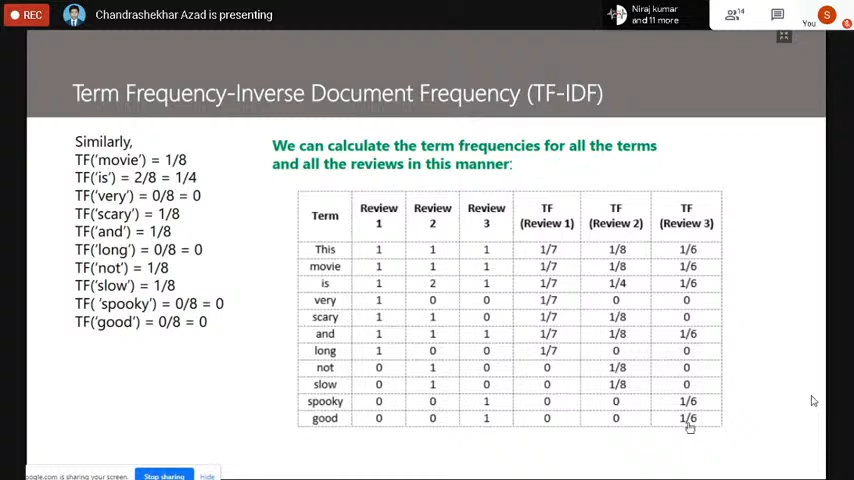 REC
Chandrashekhar Azad is presenting
Niraj kumar
and 11 more
14
You
S
Term Frequency-Inverse Document Frequency (TF-IDF)
Similarly,
TF('movie') = 1/8
TF('is') = 2/8 = 1/4
TF('very') = 0/8 = 0
TF('scary') = 1/8
TF('and') = 1/8
TF('long') = 0/8 = 0
TF('not') = 1/8
TF('slow') = 1/8
TF( 'spooky') = 0/8 = 0
TF('good') = 0/8 = 0
We can calculate the term frequencies for all the terms
and all the reviews in this manner:
Term Review 1 Review 2 Review 3 TF (Review 1) TF (Review 2) TF (Review 3)
This 1 1 1 1/7 1/8 1/6
movie 1 1 1 1/7 1/8 1/6
is 1 2 1 1/7 1/4 1/6
very 1 0 0 1/7 0 0
scary 1 1 0 1/7 1/8 0
and 1 1 1 1/7 1/8 1/6
long 1 0 0 1/7 0 0
not 0 1 0 0 1/8 0
slow 0 1 0 0 1/8 0
spooky 0 0 1 0 0 1/6
good 0 0 1 0 0 1/6
oogle.com is sharing your screen.
Stop sharing
Hide